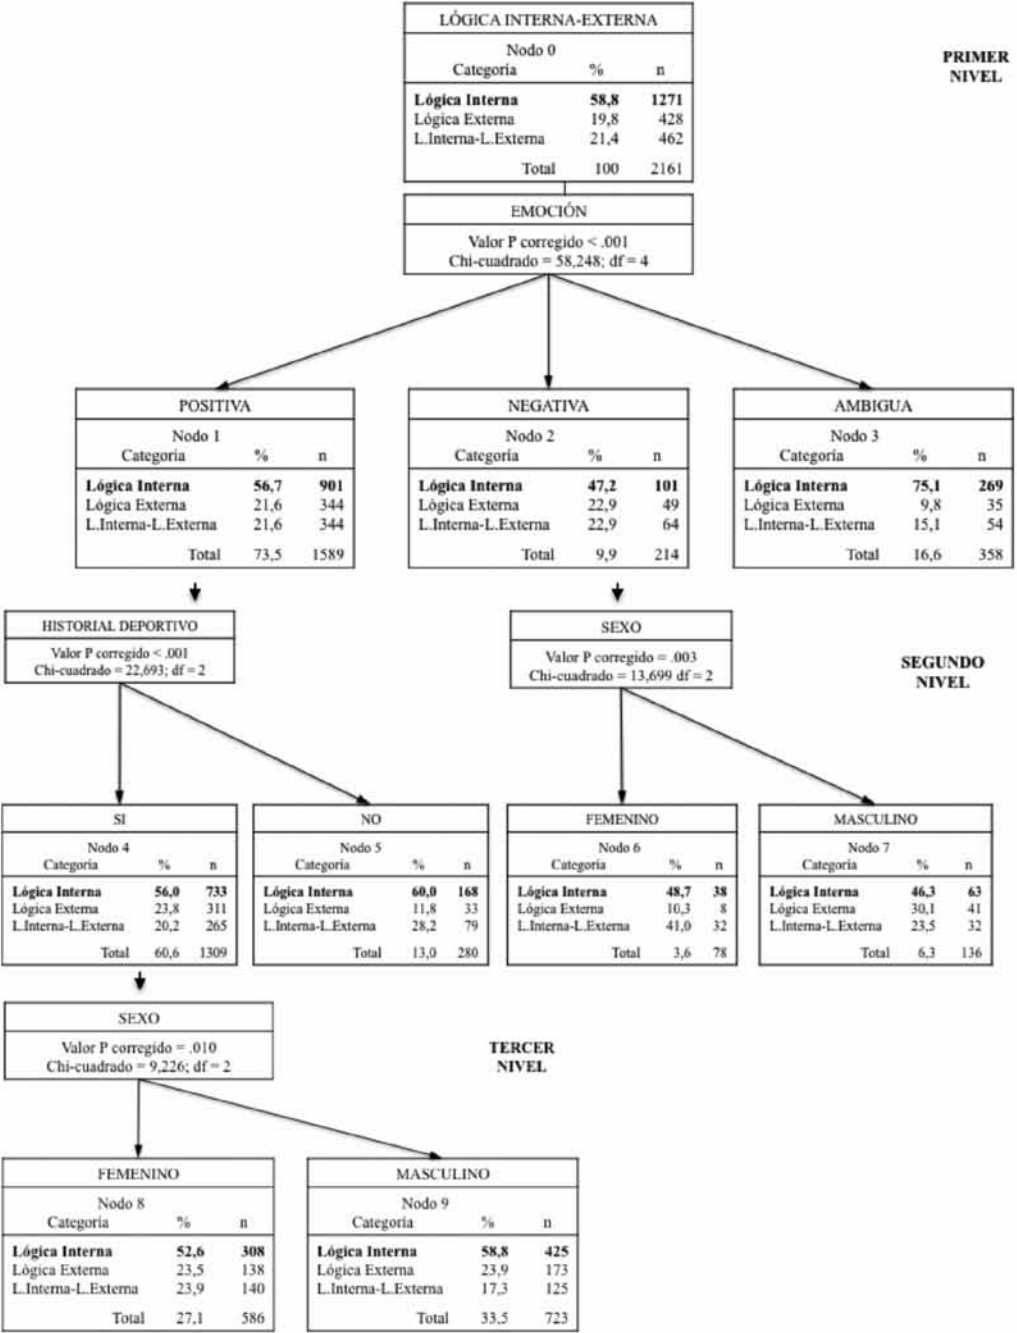 LÓGICA INTERNA-EXTERNA
Nodo 0
Categoría % n
Lógica Interna 58,8 1271
Lógica Externa 19,8 428
L.Interna-L.Externa 21,4 462
Total 100 2161
PRIMER
NIVEL
EMOCIÓN
Valor P corregido < .001
Chi-cuadrado = 58,248; df = 4
POSITIVA
Nodo 1
Categoría % n
Lógica Interna 56,7 901
Lógica Externa 21,6 344
L.Interna-L.Externa 21,6 344
Total 73,5 1589
NEGATIVA
Nodo 2
Categoría % n
Lógica Interna 47,2 101
Lógica Externa 22,9 49
L.Interna-L.Externa 22,9 64
Total 9,9 214
AMBIGUA
Nodo 3
Categoría % n
Lógica Interna 75,1 269
Lógica Externa 9,8 35
L.Interna-L.Externa 15,1 54
Total 16,6 358
HISTORIAL DEPORTIVO
Valor P corregido < .001
Chi-cuadrado = 22,693; df = 2
SEXO
Valor P corregido = .003
Chi-cuadrado = 13,699 df = 2
SEGUNDO
NIVEL
SI
Nodo 4
Categoría % n
Lógica Interna 56,0 733
Lógica Externa 23,8 311
L.Interna-L.Externa 20,2 265
Total 60,6 1309
NO
Nodo 5
Categoría % n
Lógica Interna 60,0 168
Lógica Externa 11,8 33
L.Interna-L.Externa 28,2 79
Total 13,0 280
FEMENINO
Nodo 6
Categoría % n
Lógica Interna 48,7 38
Lógica Externa 10,3 8
L.Interna-L.Externa 41,0 32
Total 3,6 78
MASCULINO
Nodo 7
Categoría % n
Lógica Interna 46,3 63
Lógica Externa 30,1 41
L.Interna-L.Externa 23,5 32
Total 6,3 136
SEXO
Valor P corregido = .010
Chi-cuadrado = 9,226; df = 2
TERCER
NIVEL
FEMENINO
Nodo 8
Categoría % n
Lógica Interna 52,6 308
Lógica Externa 23,5 138
L.Interna-L.Externa 23,9 140
Total 27,1 586
MASCULINO
Nodo 9
Categoría % n
Lógica Interna 58,8 425
Lógica Externa 23,9 173
L.Interna-L.Externa 17,3 125
Total 33,5 723